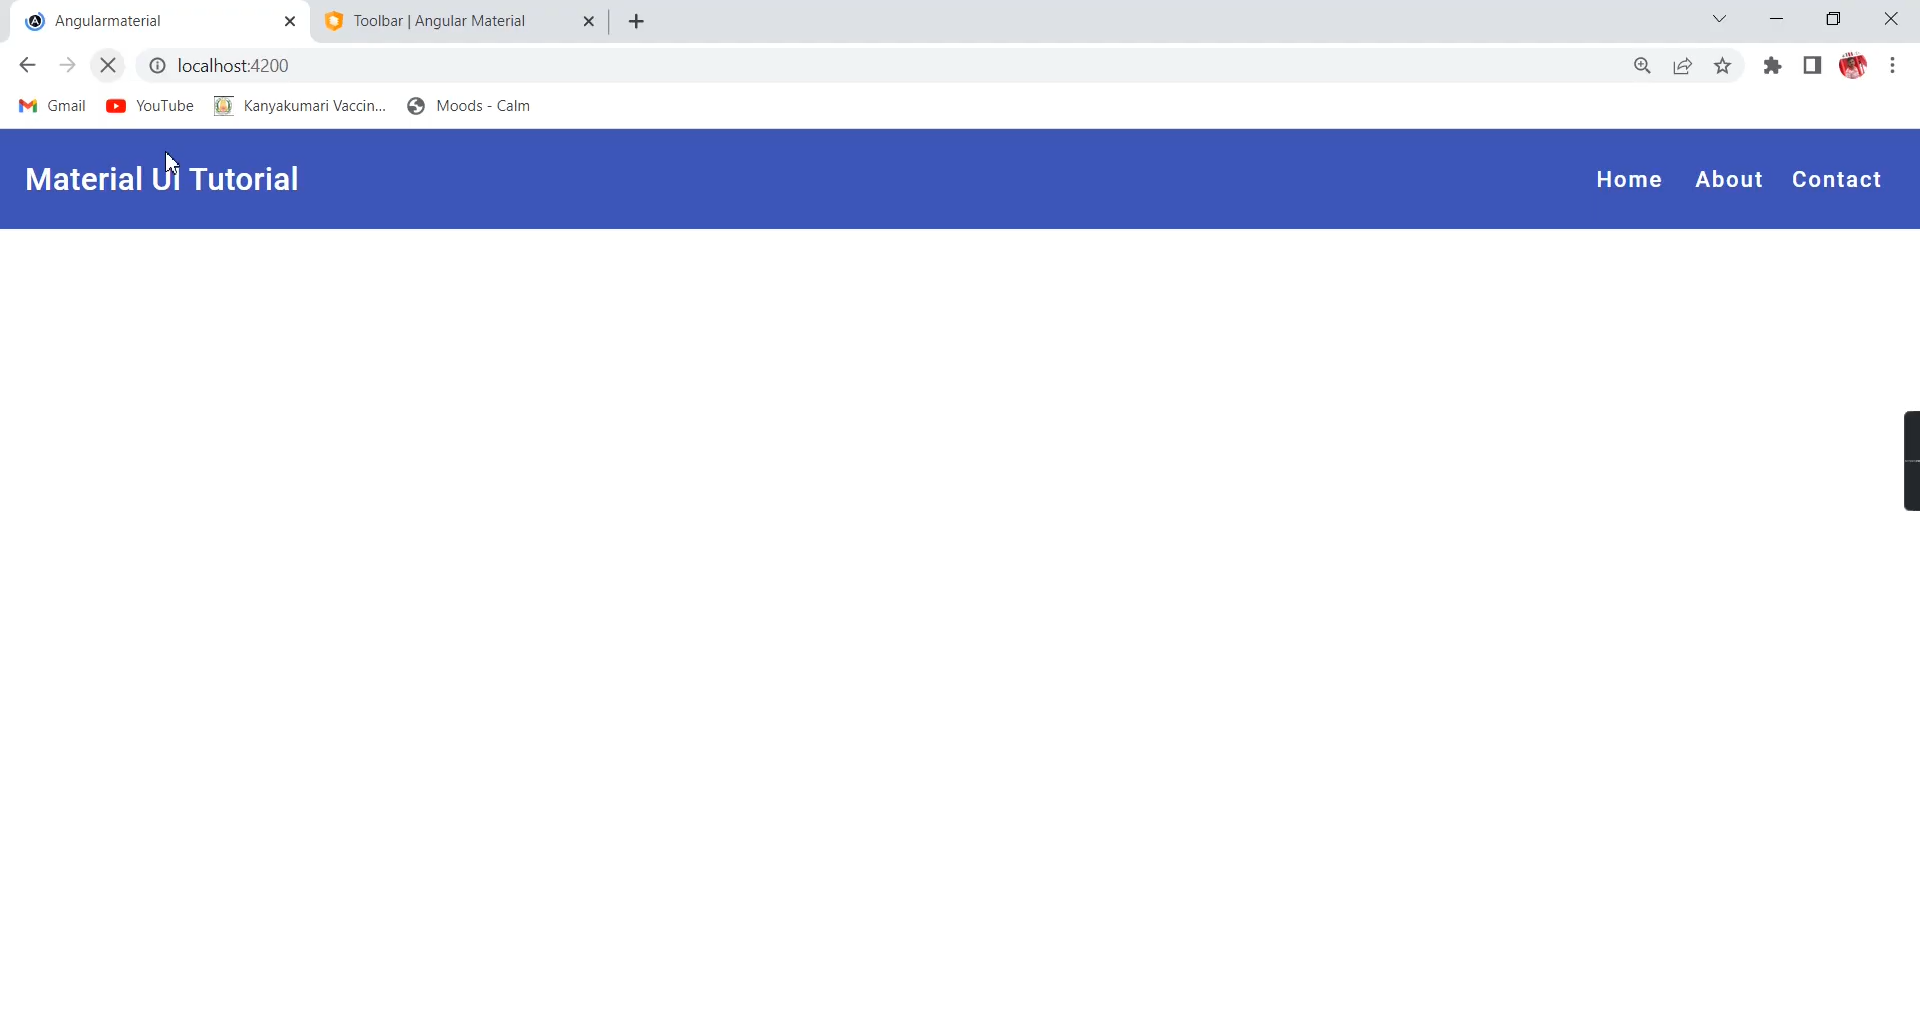 Angularmaterial
Toolbar | Angular Material
localhost:4200
Gmail
YouTube
Kanyakumari Vaccin...
Moods - Calm
Material UI Tutorial
Home
About
Contact